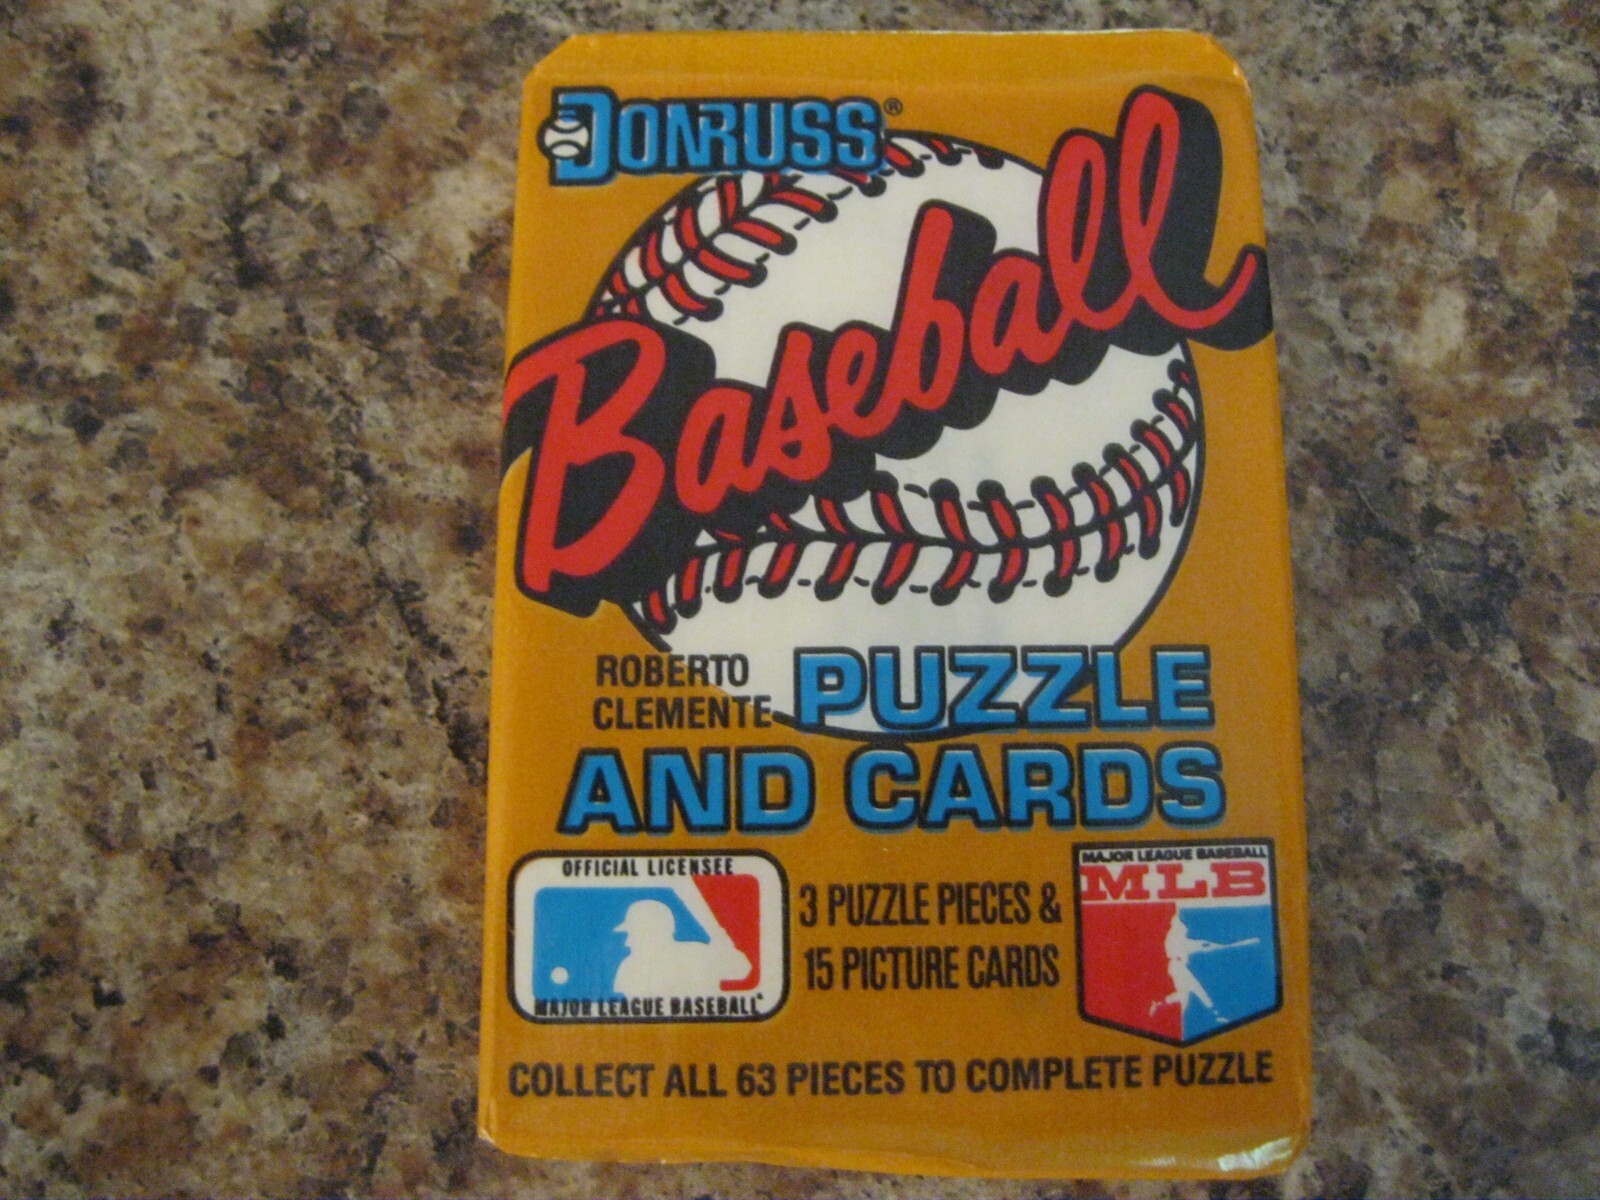 DONRUSS®
Baseball
ROBERTO
CLEMENTE
PUZZLE
AND CARDS
OFFICIAL LICENSEE
MAJOR LEAGUE BASEBALL
3 PUZZLE PIECES &
15 PICTURE CARDS
MAJOR LEAGUE BASEBALL
MLB
COLLECT ALL 63 PIECES TO COMPLETE PUZZLE